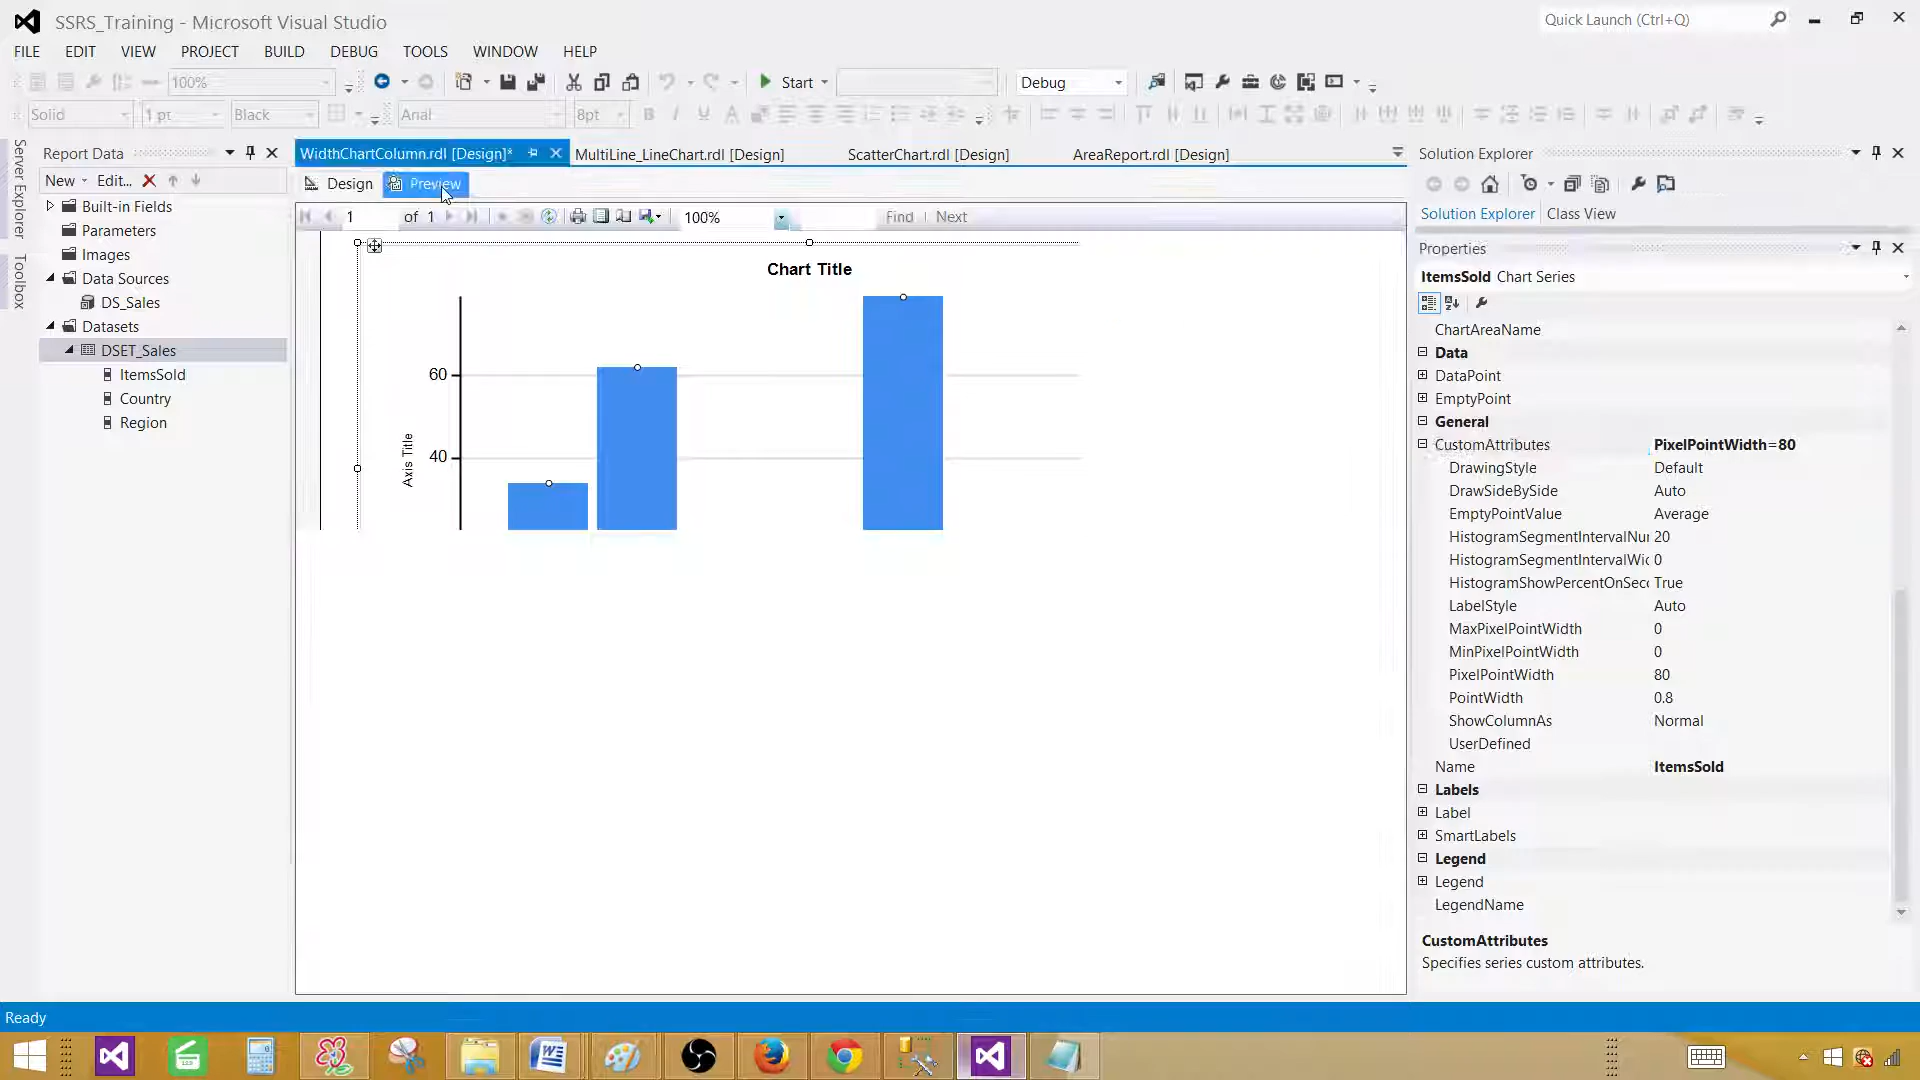 SSRS_Training - Microsoft Visual Studio
Quick Launch (Ctrl+Q)
FILE EDIT VIEW PROJECT BUILD DEBUG TOOLS WINDOW HELP
100%
Start
Debug
Solid
1 pt
Black
Arial
8pt
Server Explorer
Toolbox
Report Data
New Edit...
Built-in Fields
Parameters
Images
Data Sources
DS_Sales
Datasets
DSET_Sales
ItemsSold
Country
Region
WidthChartColumn.rdl [Design]*
MultiLine_LineChart.rdl [Design]
ScatterChart.rdl [Design]
AreaReport.rdl [Design]
Design
Preview
1 of 1
100%
Find | Next
Chart Title
60
40
Axis Title
Solution Explorer
Solution Explorer Class View
Properties
ItemsSold Chart Series
ChartAreaName
Data
DataPoint
EmptyPoint
General
CustomAttributes PixelPointWidth=80
DrawingStyle Default
DrawSideBySide Auto
EmptyPointValue Average
HistogramSegmentIntervalNu 20
HistogramSegmentIntervalWi 0
HistogramShowPercentOnSec True
LabelStyle Auto
MaxPixelPointWidth 0
MinPixelPointWidth 0
PixelPointWidth 80
PointWidth 0.8
ShowColumnAs Normal
UserDefined
Name ItemsSold
Labels
Label
SmartLabels
Legend
Legend
LegendName
CustomAttributes
Specifies series custom attributes.
Ready